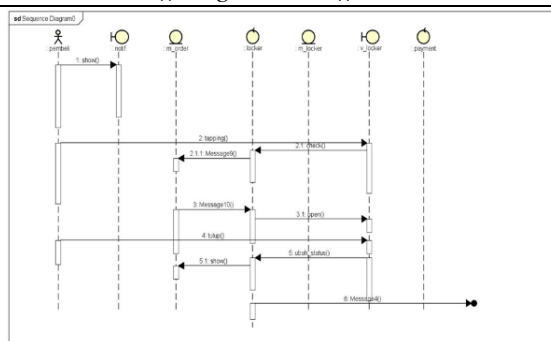 sd Sequence Diagram0
: pembeli
: notif
: m_order
: locker
: m_locker
: v_locker
payment
1: show()
2: tapping()
2.1: check()
2.1.1: Message9()
3: Message10()
3.1: open()
4: tutup()
5: ubah_status()
5.1: show()
6: Message4()